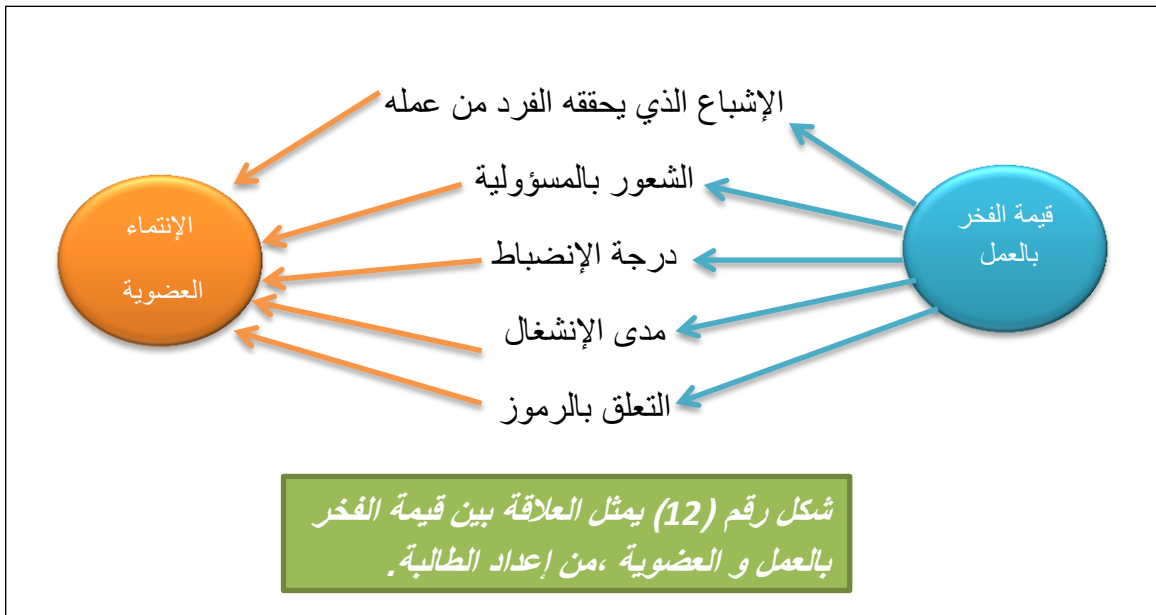 الإشباع الذي يحققه الفرد من عمله
الشعور بالمسؤولية
قيمة الفخر
بالعمل
الإنتماء
العضوية
درجة الإنضباط
مدى الإنشغال
التعلق بالرموز
شكل رقم (12) يمثل العلاقة بين قيمة الفخر
بالعمل و العضوية ،من إعداد الطالبة.